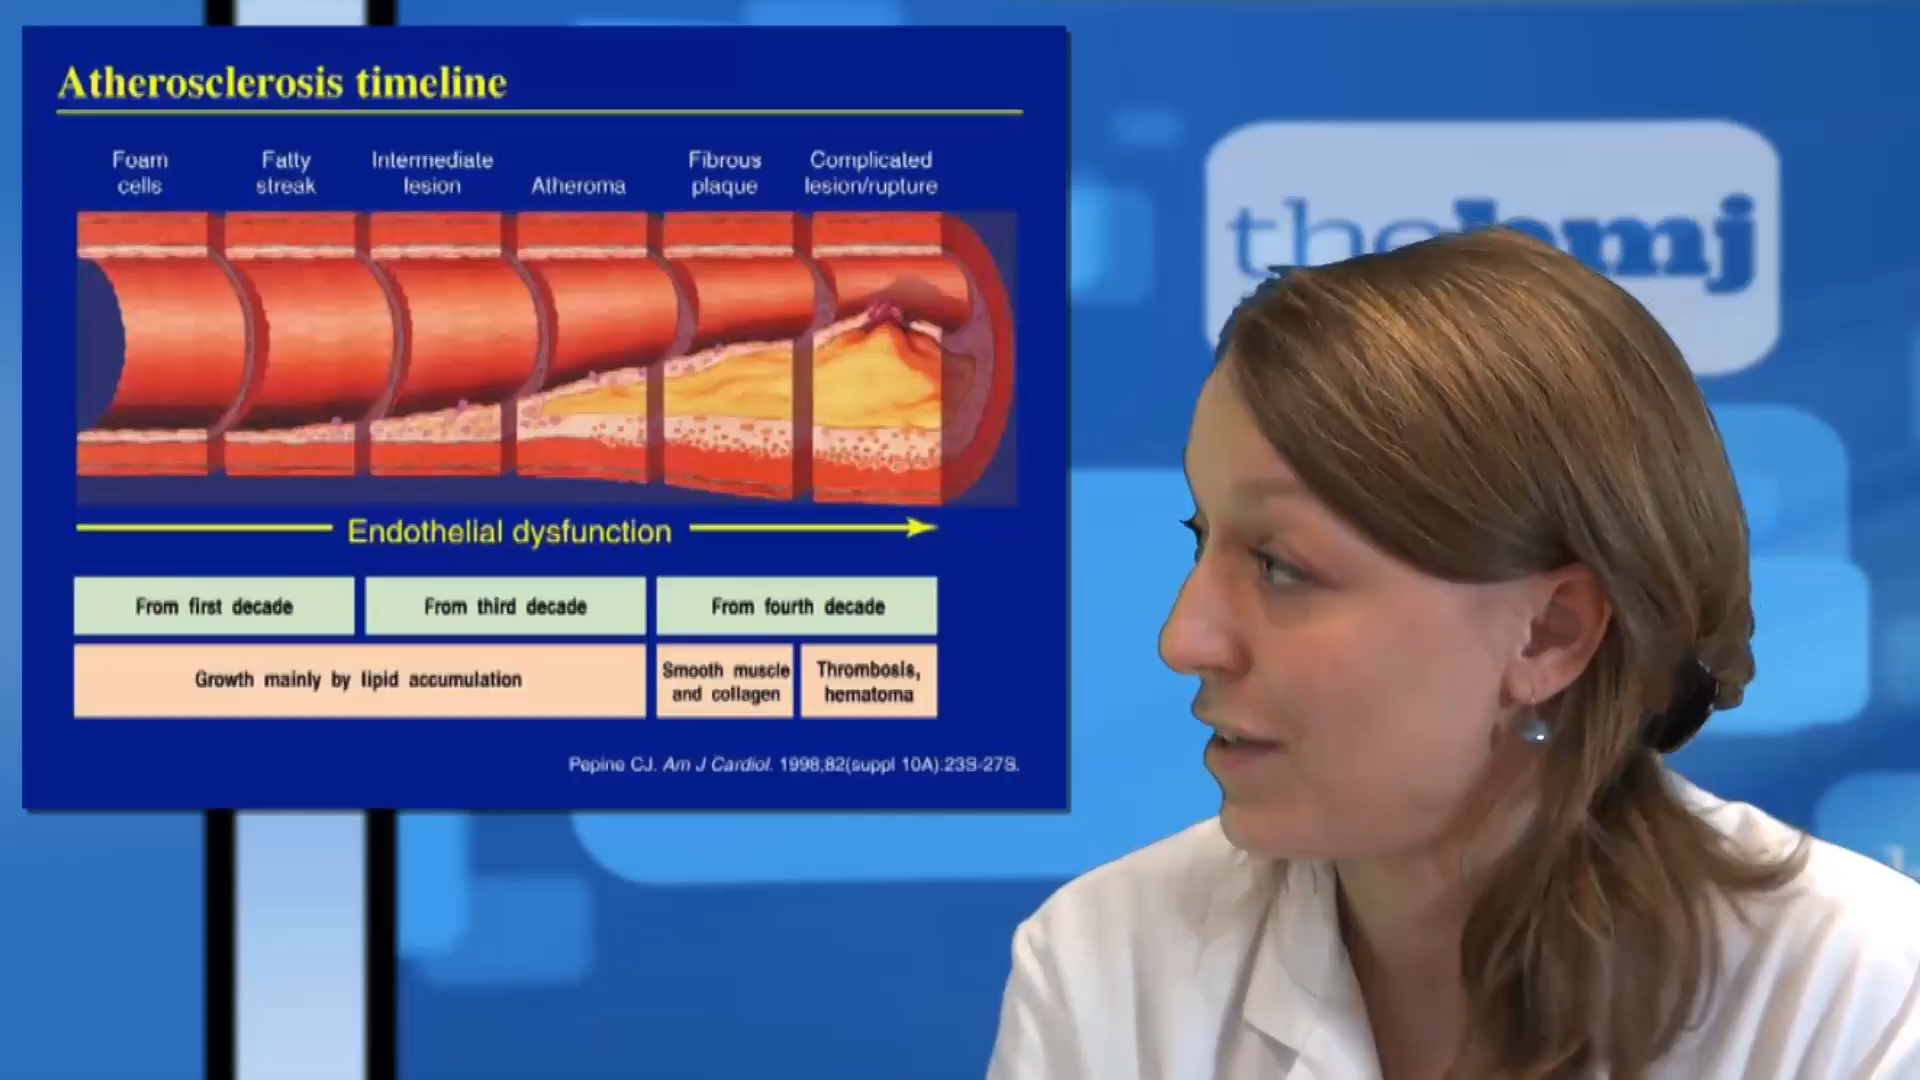 Atherosclerosis timeline
Foam cells
Fatty streak
Intermediate lesion
Atheroma
Fibrous plaque
Complicated lesion/rupture
Endothelial dysfunction
From first decade
From third decade
From fourth decade
Growth mainly by lipid accumulation
Smooth muscle and collagen
Thrombosis, hematoma
Pepine CJ. Am J Cardiol. 1998,82(suppl 10A).23S-27S.
thebmj